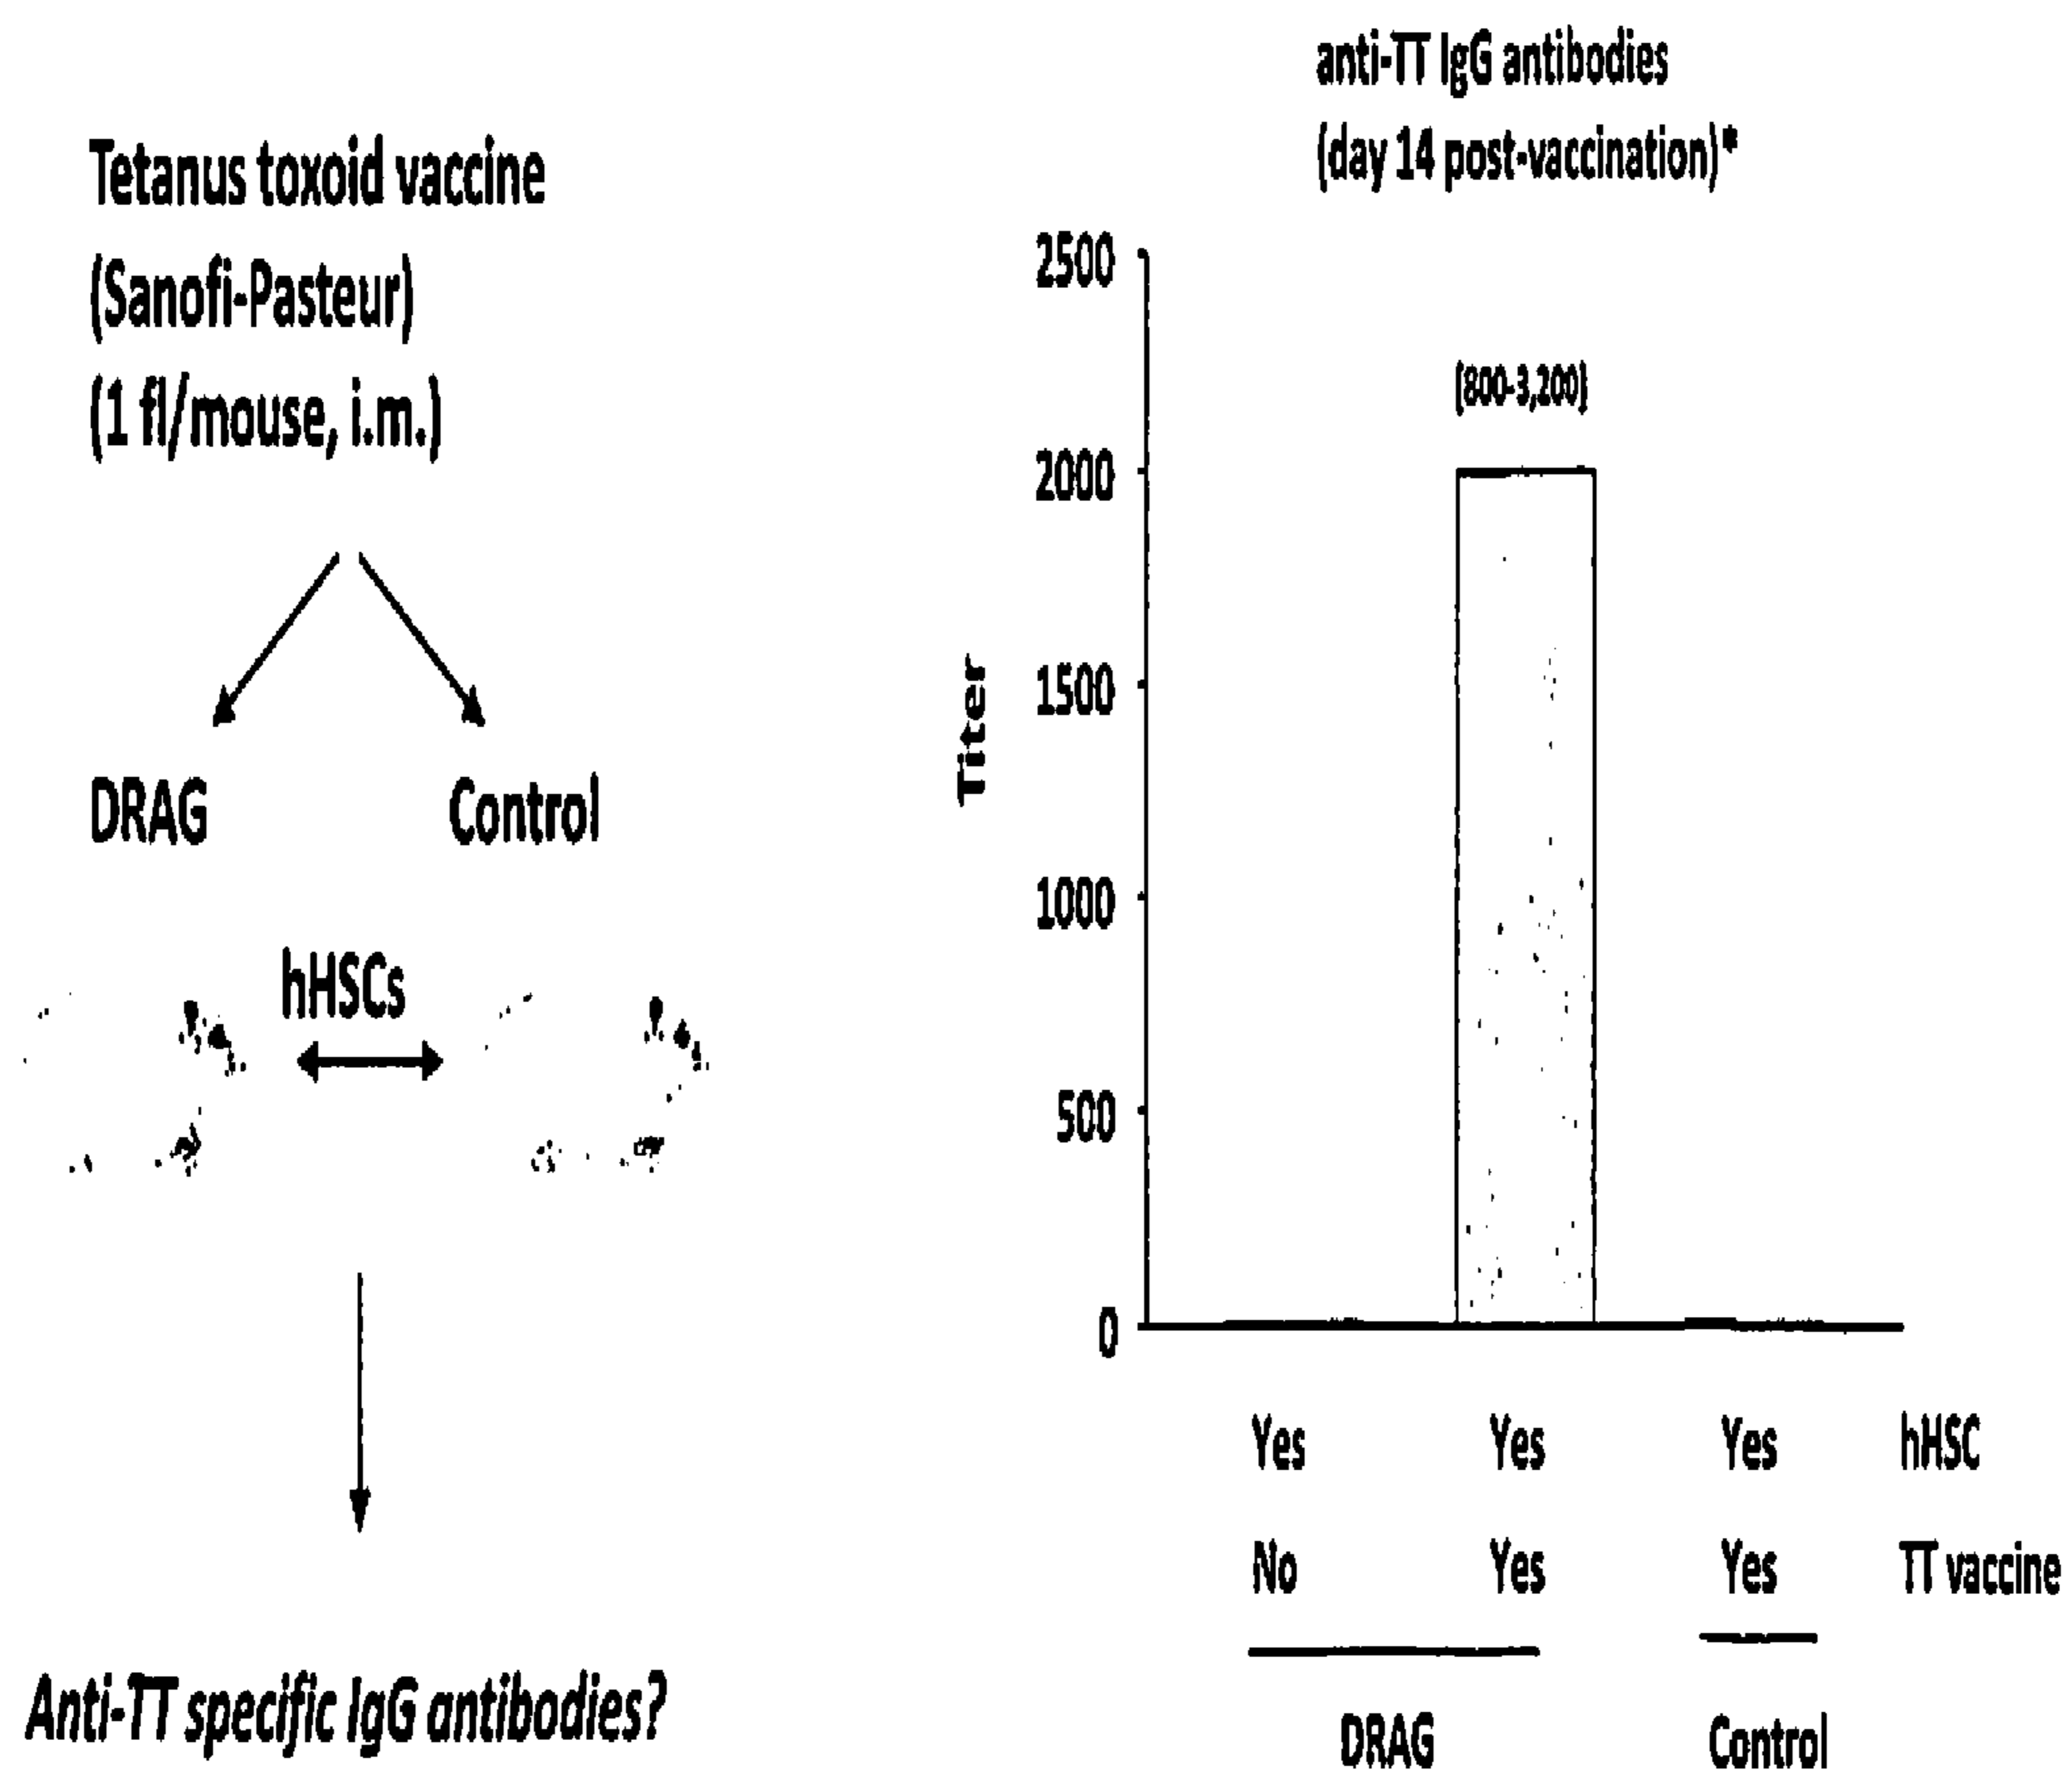 Tetanus toxoid vaccine
(Sanofi-Pasteur)
(1 fl/mouse, i.m.)
DRAG
Control
hHSCs
Anti-TT specific IgG antibodies?
anti-TT IgG antibodies
(day 14 post-vaccination)*
2500
2000
1500
1000
500
0
Titer
(800-3,200)
Yes Yes Yes hHSC
No Yes Yes TT vaccine
DRAG Control